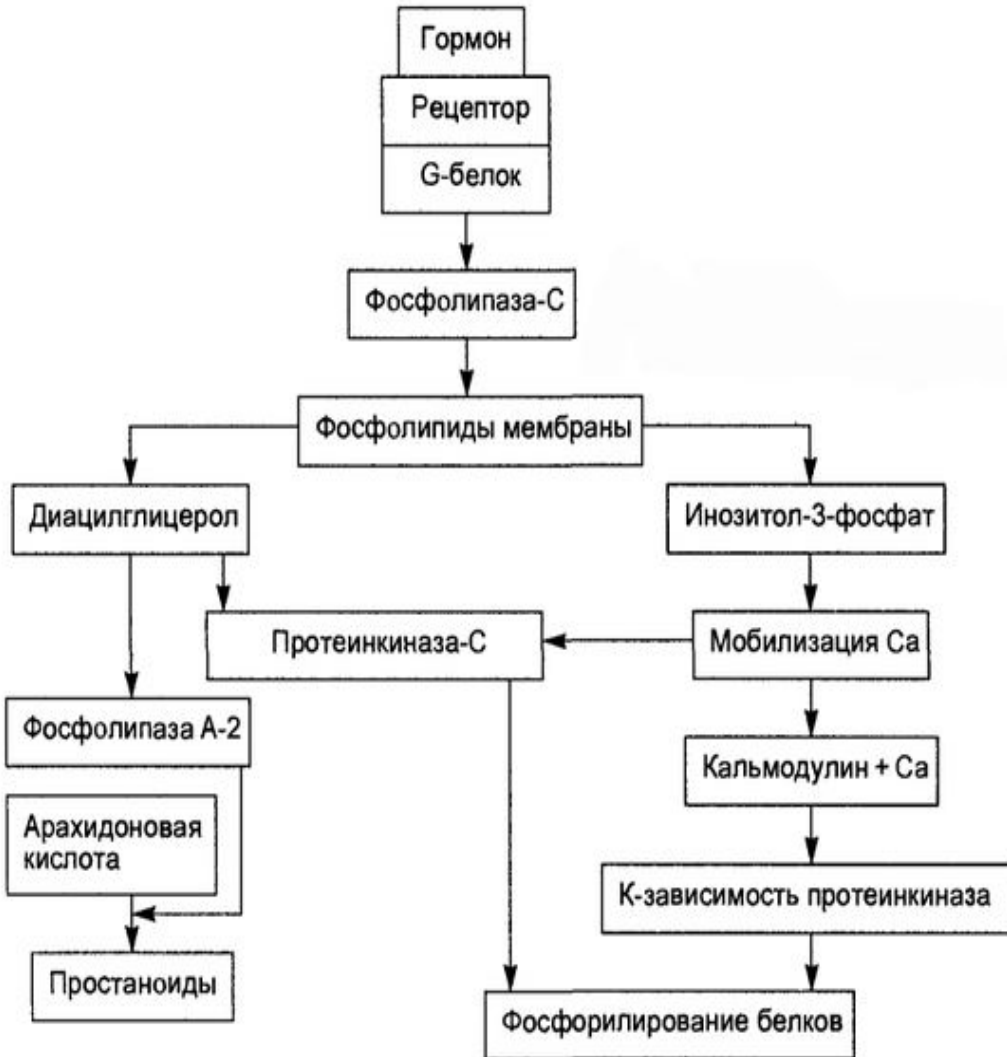 Гормон
Рецептор
G-белок
Фосфолипаза-С
Фосфолипиды мембраны
Диацилглицерол
Инозитол-3-фосфат
Протеинкиназа-С
Мобилизация Са
Фосфолипаза А-2
Кальмодулин + Са
Арахидоновая
кислота
К-зависимость протеинкиназа
Простаноиды
Фосфорилирование белков